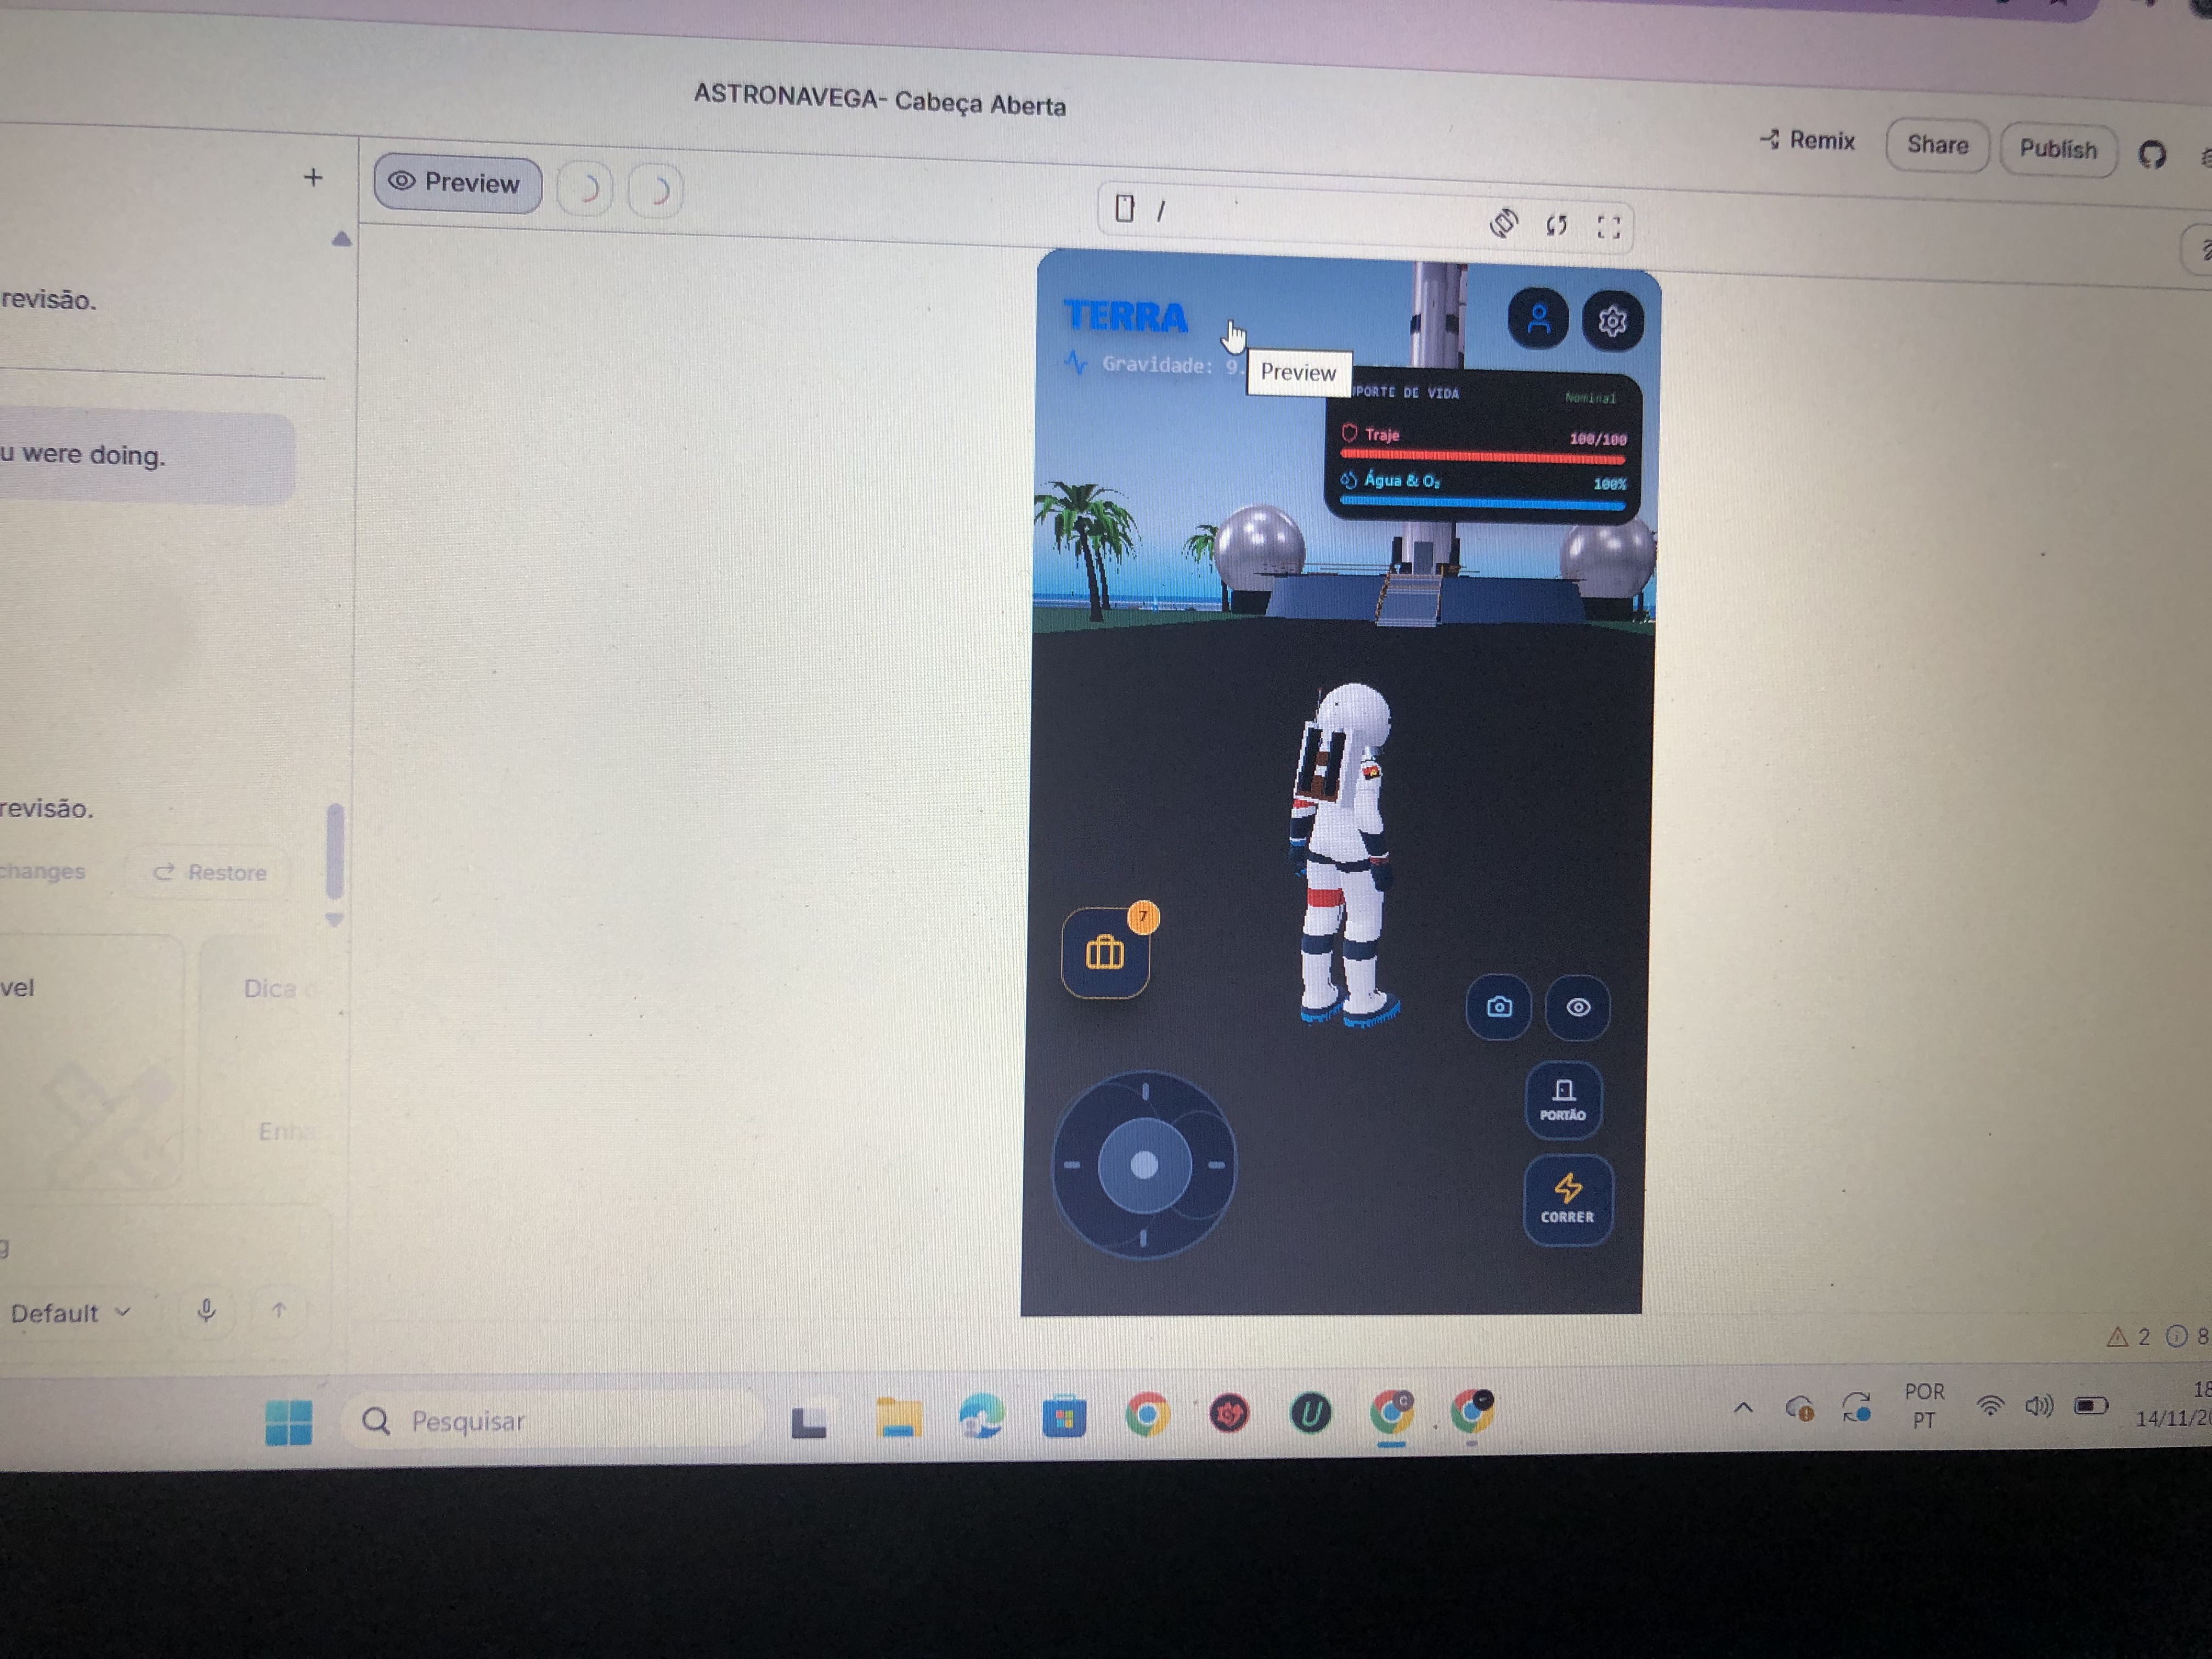 ASTRONAVEGA- Cabeça Aberta
Remix
Share
Publish
Preview
/
revisão.
u were doing.
revisão.
changes
Restore
vel
Dica
Default
TERRA
Gravidade: 9.
Preview
PORTE DE VIDA
Nominal
Traje
100/100
Água & O₂
100%
7
PORTÃO
CORRER
2
8
Pesquisar
POR
PT
18
14/11/20